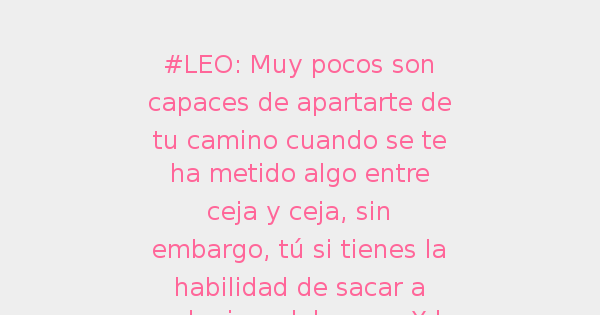 #LEO: Muy pocos son
capaces de apartarte de
tu camino cuando se te
ha metido algo entre
ceja y ceja, sin
embargo, tú si tienes la
habilidad de sacar a